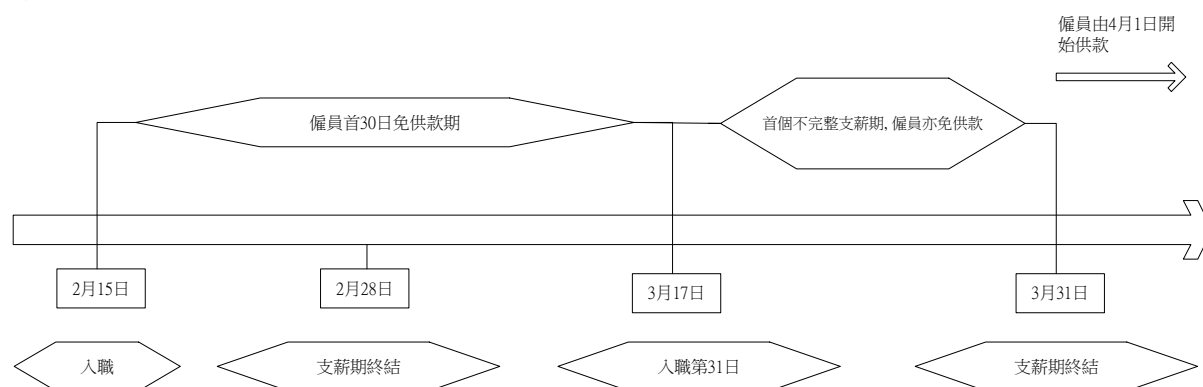 僱員由4月1日開
始供款
僱員首30日免供款期
首個不完整支薪期, 僱員亦免供款
2月15日
2月28日
3月17日
3月31日
入職
支薪期終結
入職第31日
支薪期終結